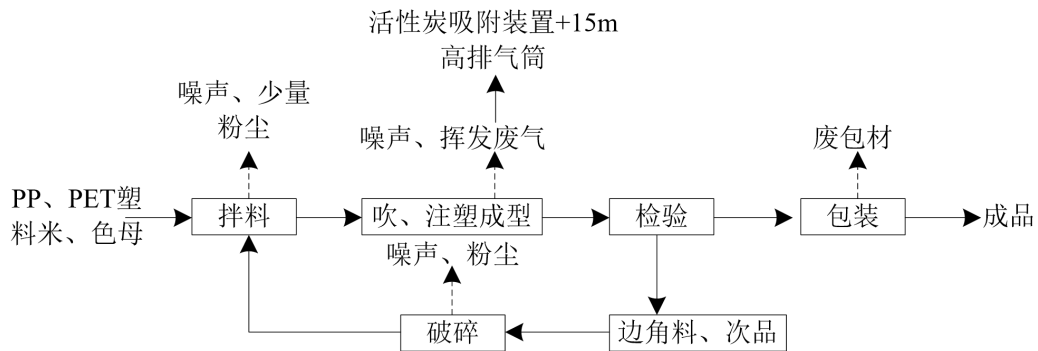 活性炭吸附装置+15m
高排气筒
噪声、少量
粉尘
噪声、挥发废气
废包材
PP、PET塑
料米、色母
拌料
吹、注塑成型
检验
包装
成品
噪声、粉尘
破碎
边角料、次品